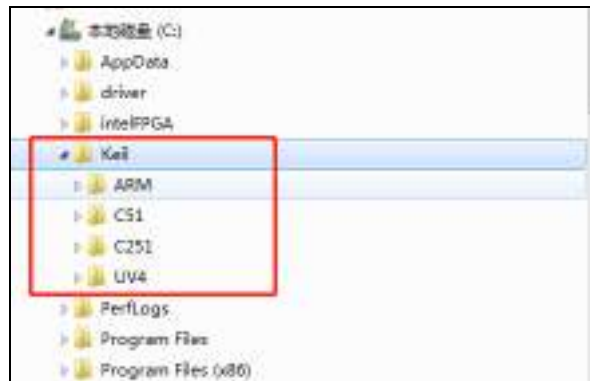 本地磁盘 (C:)
AppData
driver
intelFPGA
Keil
ARM
C51
C251
UV4
PerfLogs
Program Files
Program Files (x86)